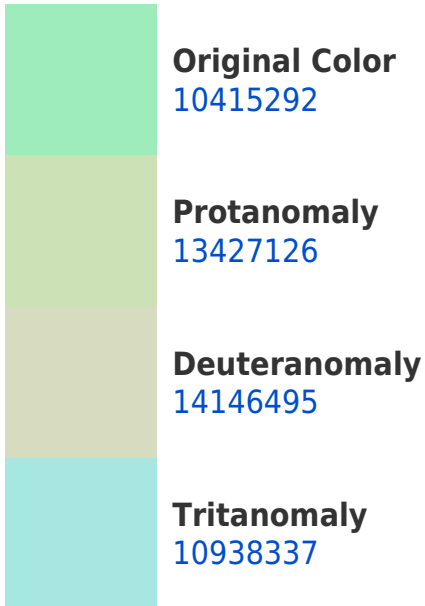 Original Color
10415292
Protanomaly
13427126
Deuteranomaly
14146495
Tritanomaly
10938337